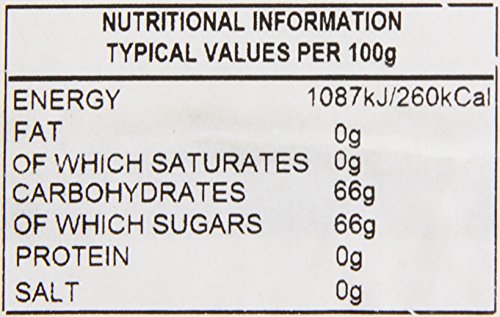 NUTRITIONAL INFORMATION
TYPICAL VALUES PER 100g
ENERGY 1087kJ/260kCal
FAT 0g
OF WHICH SATURATES 0g
CARBOHYDRATES 66g
OF WHICH SUGARS 66g
PROTEIN 0g
SALT 0g